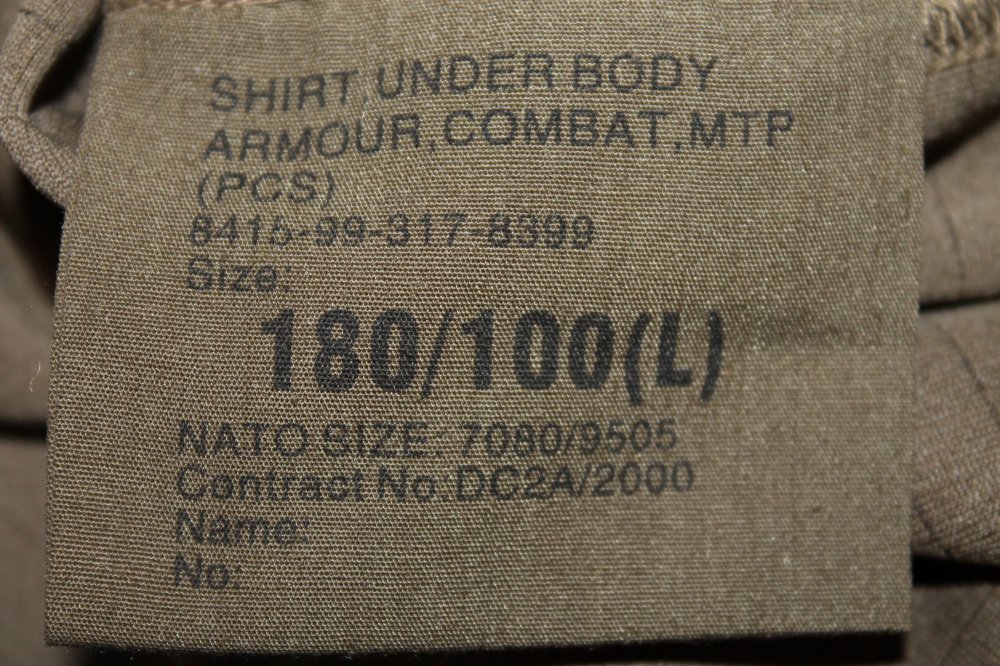 SHIRT,UNDER BODY
ARMOUR,COMBAT,MTP
(PCS)
8415-99-317-8399
Size:
180/100(L)
NATO SIZE: 7080/9505
Contract No:DC2A/2000
Name:
No: